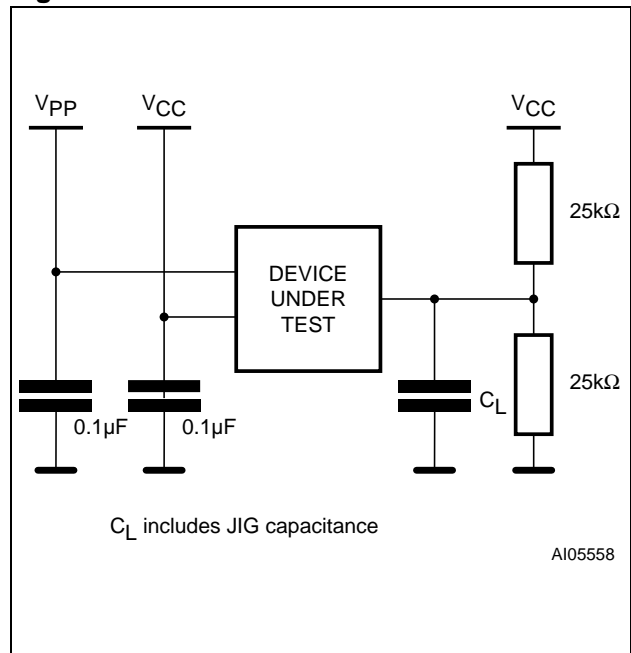 VPP
VCC
VCC
25kΩ
DEVICE
UNDER
TEST
25kΩ
CL
0.1µF
0.1µF
CL includes JIG capacitance
AI05558